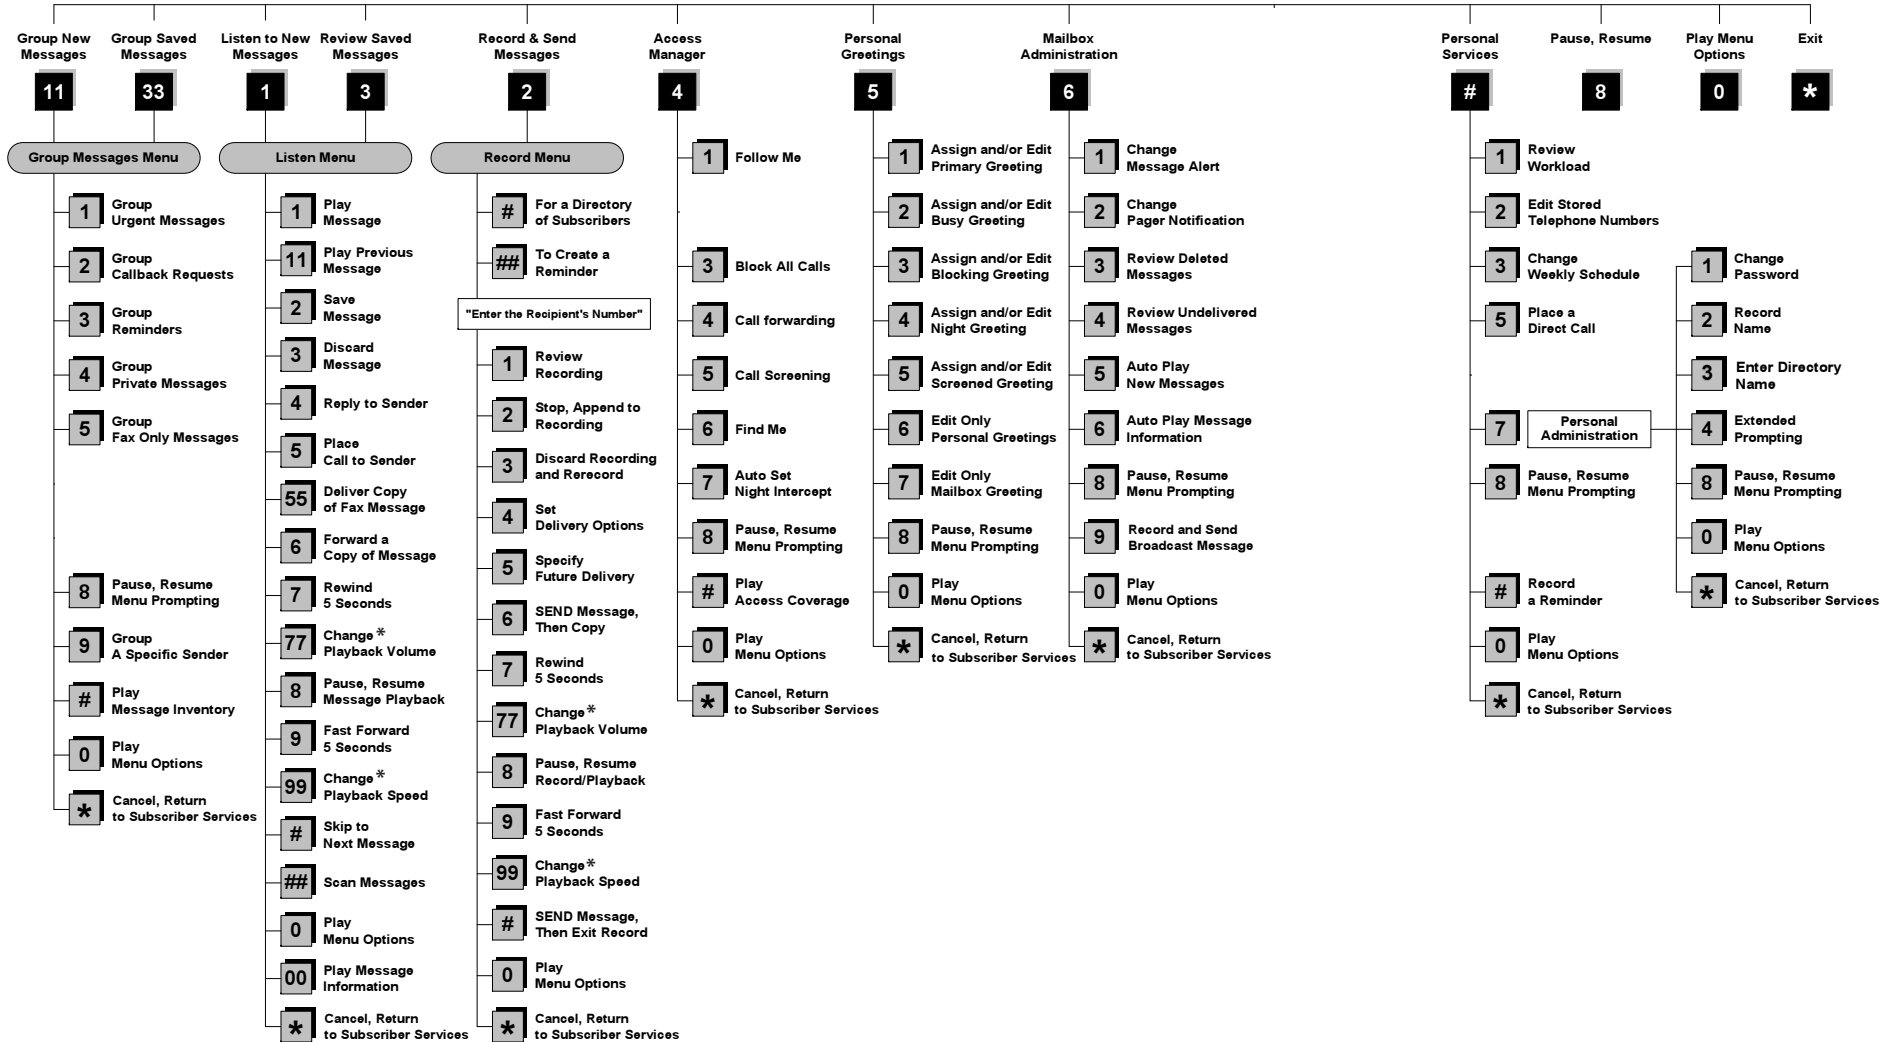 Group New
Messages
11
Group Saved
Messages
33
Listen to New
Messages
1
Review Saved
Messages
3
Record & Send
Messages
2
Access
Manager
4
Personal
Greetings
5
Mailbox
Administration
6
Personal
Services
#
Pause, Resume
8
Play Menu
Options
0
Exit
*
Group Messages Menu
1
Group
Urgent Messages
2
Group
Callback Requests
3
Group
Reminders
4
Group
Private Messages
5
Group
Fax Only Messages
8
Pause, Resume
Menu Prompting
9
Group
A Specific Sender
#
Play
Message Inventory
0
Play
Menu Options
*
Cancel, Return
to Subscriber Services
Listen Menu
1
Play
Message
11
Play Previous
Message
2
Save
Message
3
Discard
Message
4
Reply to Sender
5
Place
Call to Sender
55
Deliver Copy
of Fax Message
6
Forward a
Copy of Message
7
Rewind
5 Seconds
77
Change*
Playback Volume
8
Pause, Resume
Message Playback
9
Fast Forward
5 Seconds
99
Change*
Playback Speed
#
Skip to
Next Message
##
Scan Messages
0
Play
Menu Options
00
Play Message
Information
*
Cancel, Return
to Subscriber Services
Record Menu
#
For a Directory
of Subscribers
##
To Create a
Reminder
"Enter the Recipient's Number"
1
Review
Recording
2
Stop, Append to
Recording
3
Discard Recording
and Rerecord
4
Set
Delivery Options
5
Specify
Future Delivery
6
SEND Message,
Then Copy
7
Rewind
5 Seconds
77
Change*
Playback Volume
8
Pause, Resume
Record/Playback
9
Fast Forward
5 Seconds
99
Change*
Playback Speed
#
SEND Message,
Then Exit Record
0
Play
Menu Options
*
Cancel, Return
to Subscriber Services
1
Follow Me
3
Block All Calls
4
Call forwarding
5
Call Screening
6
Find Me
7
Auto Set
Night Intercept
8
Pause, Resume
Menu Prompting
#
Play
Access Coverage
0
Play
Menu Options
*
Cancel, Return
to Subscriber Services
1
Assign and/or Edit
Primary Greeting
2
Assign and/or Edit
Busy Greeting
3
Assign and/or Edit
Blocking Greeting
4
Assign and/or Edit
Night Greeting
5
Assign and/or Edit
Screened Greeting
6
Edit Only
Personal Greetings
7
Edit Only
Mailbox Greeting
8
Pause, Resume
Menu Prompting
0
Play
Menu Options
*
Cancel, Return
to Subscriber Services
1
Change
Message Alert
2
Change
Pager Notification
3
Review Deleted
Messages
4
Review Undelivered
Messages
5
Auto Play
New Messages
6
Auto Play Message
Information
8
Pause, Resume
Menu Prompting
9
Record and Send
Broadcast Message
0
Play
Menu Options
*
Cancel, Return
to Subscriber Services
1
Review
Workload
2
Edit Stored
Telephone Numbers
3
Change
Weekly Schedule
5
Place a
Direct Call
7
Personal
Administration
8
Pause, Resume
Menu Prompting
#
Record
a Reminder
0
Play
Menu Options
*
Cancel, Return
to Subscriber Services
1
Change
Password
2
Record
Name
3
Enter Directory
Name
4
Extended
Prompting
8
Pause, Resume
Menu Prompting
0
Play
Menu Options
*
Cancel, Return
to Subscriber Services